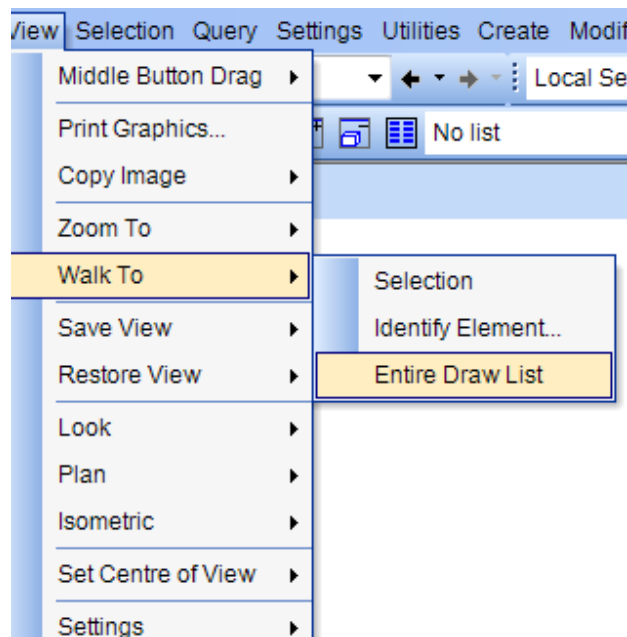 View Selection Query Settings Utilities Create Modif
Middle Button Drag
Local Se
Print Graphics...
No list
Copy Image
Zoom To
Walk To
Selection
Save View
Identify Element...
Restore View
Entire Draw List
Look
Plan
Isometric
Set Centre of View
Settings